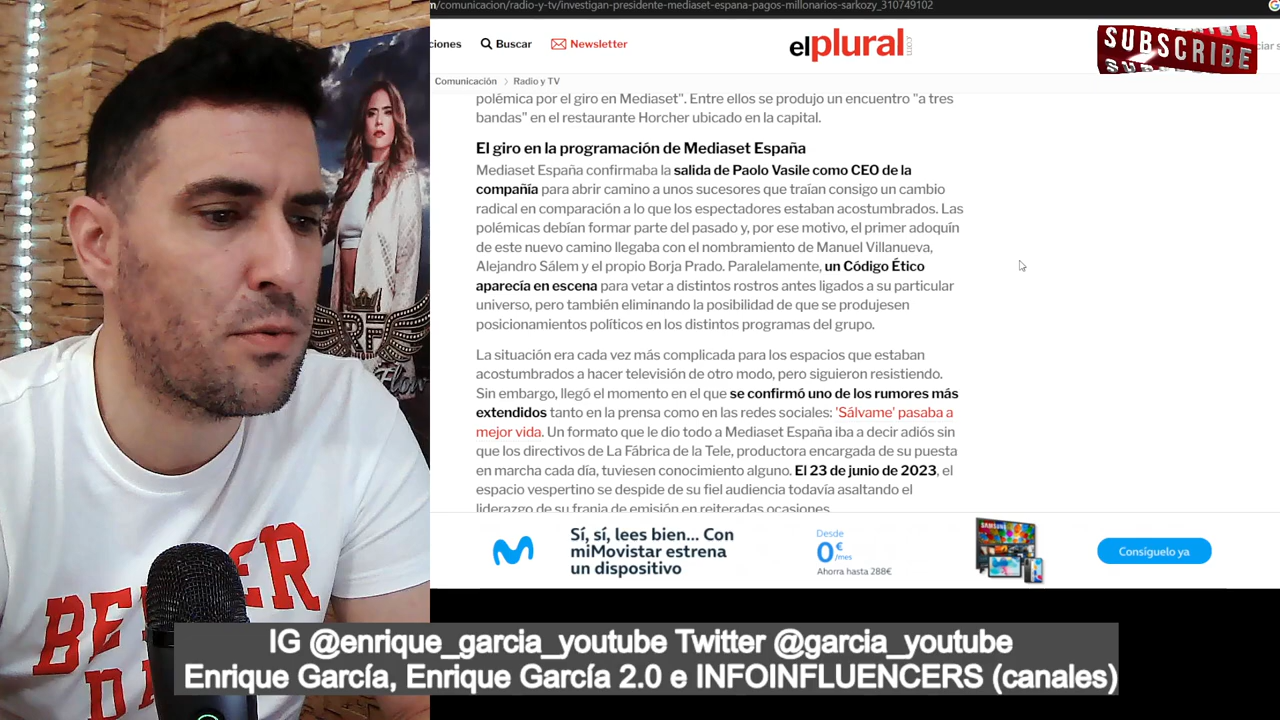 m/comunicacion/radio-y-tv/investigan-presidente-mediaset-espana-pagos-millonarios-sarkozy_310749102
ciones Buscar Newsletter
elplural.com
SUBSCRIBE
ciar s
Comunicación > Radio y TV
polémica por el giro en Mediaset". Entre ellos se produjo un encuentro "a tres
bandas" en el restaurante Horcher ubicado en la capital.
El giro en la programación de Mediaset España
Mediaset España confirmaba la salida de Paolo Vasile como CEO de la
compañía para abrir camino a unos sucesores que traían consigo un cambio
radical en comparación a lo que los espectadores estaban acostumbrados. Las
polémicas debían formar parte del pasado y, por ese motivo, el primer adoquín
de este nuevo camino llegaba con el nombramiento de Manuel Villanueva,
Alejandro Sálem y el propio Borja Prado. Paralelamente, un Código Ético
aparecía en escena para vetar a distintos rostros antes ligados a su particular
universo, pero también eliminando la posibilidad de que se produjesen
posicionamientos políticos en los distintos programas del grupo.
La situación era cada vez más complicada para los espacios que estaban
acostumbrados a hacer televisión de otro modo, pero siguieron resistiendo.
Sin embargo, llegó el momento en el que se confirmó uno de los rumores más
extendidos tanto en la prensa como en las redes sociales: 'Sálvame' pasaba a
mejor vida. Un formato que le dio todo a Mediaset España iba a decir adiós sin
que los directivos de La Fábrica de la Tele, productora encargada de su puesta
en marcha cada día, tuviesen conocimiento alguno. El 23 de junio de 2023, el
espacio vespertino se despide de su fiel audiencia todavía asaltando el
liderazgo de su franja de emisión en reiteradas ocasiones.
Sí, sí, lees bien... Con
miMovistar estrena
un dispositivo
Desde
0€/mes
Ahorra hasta 288€
SAMSUNG
Consíguelo ya
IG @enrique_garcia_youtube Twitter @garcia_youtube
Enrique García, Enrique García 2.0 e INFOINFLUENCERS (canales)